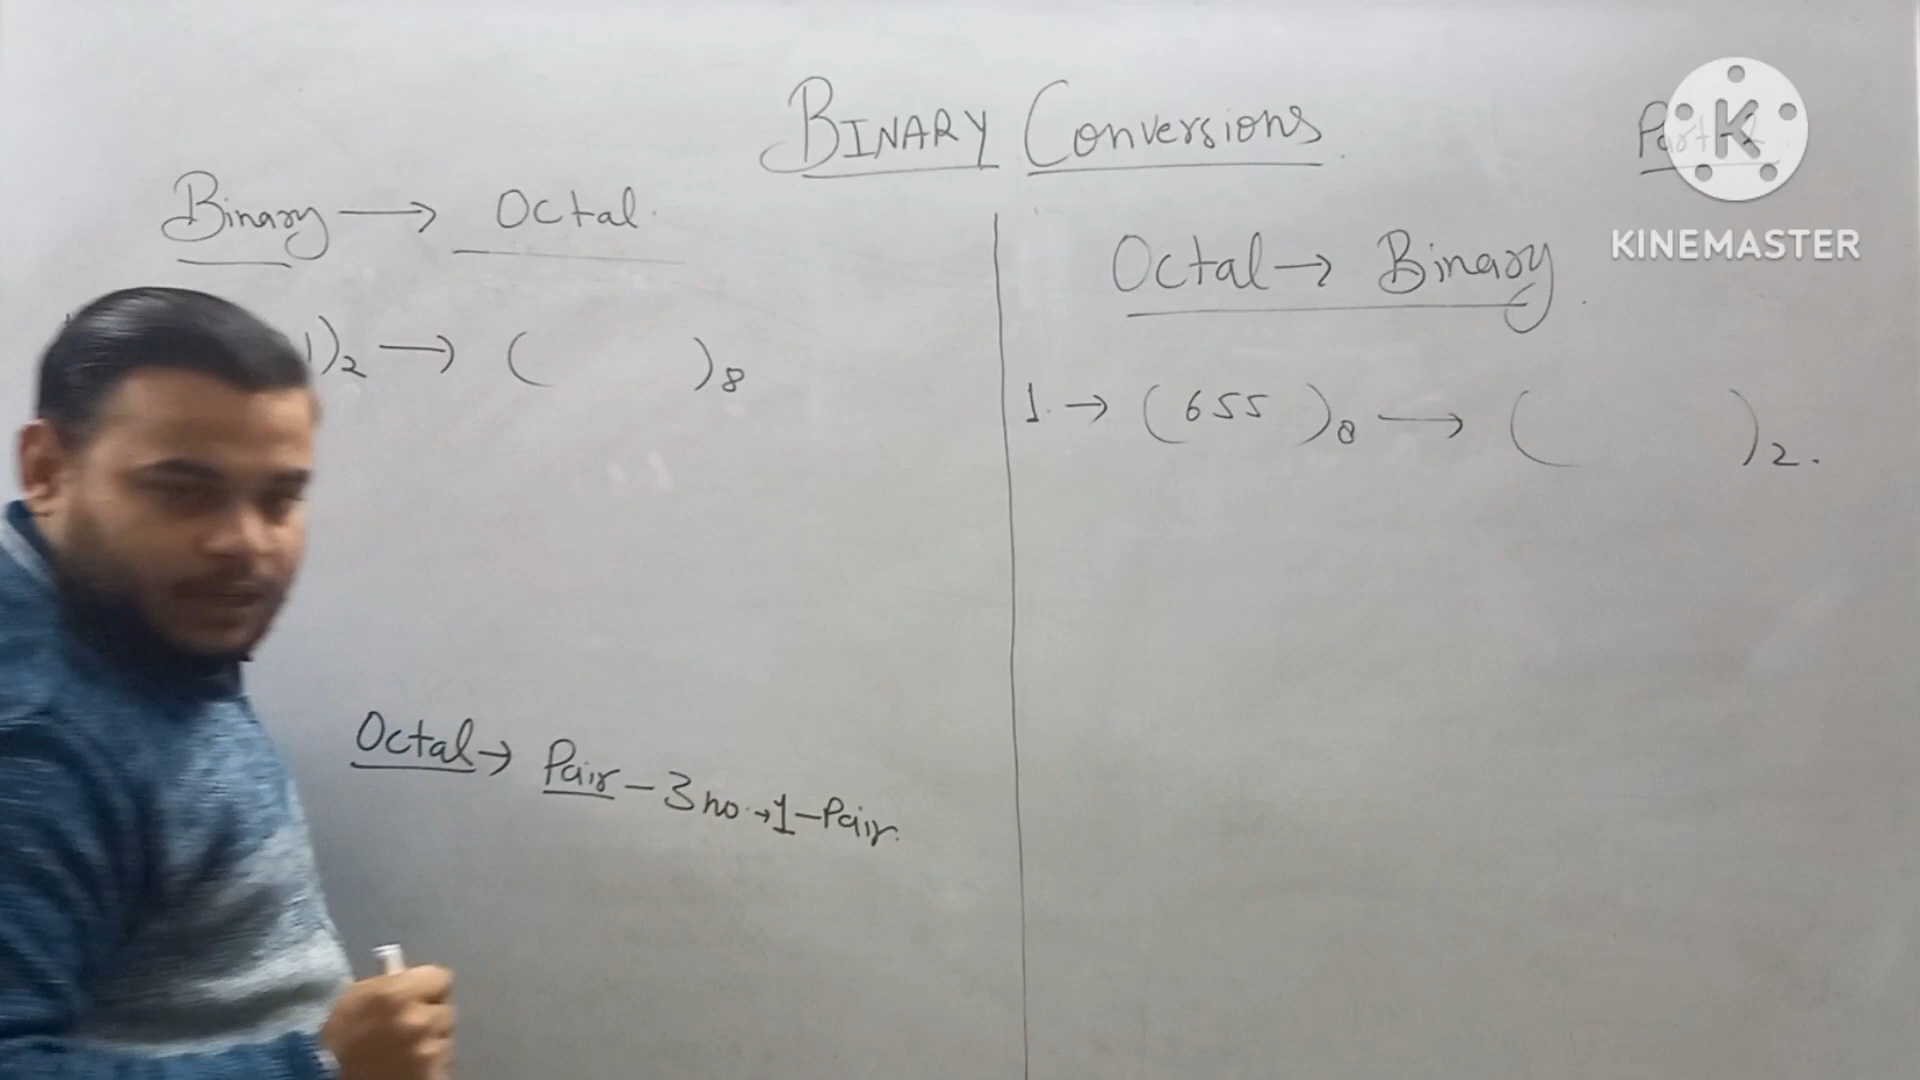 BINARY Conversions
KINEMASTER
Binary → Octal
1)₂ → ( )₈
Octal → Pair - 3 no. → 1 - Pair.
Octal → Binary
1. → (655)₈ → ( )₂.